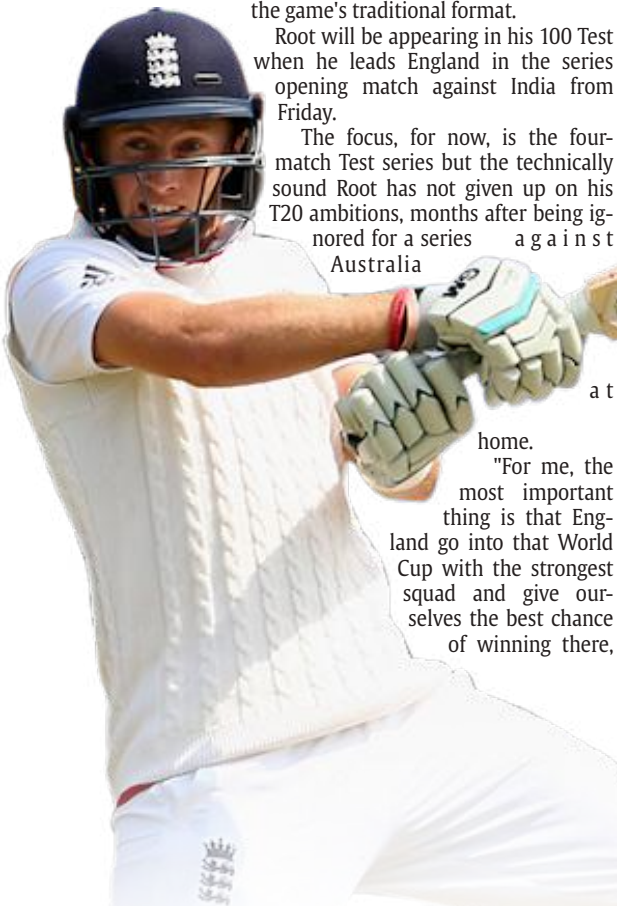 the game's traditional format.
Root will be appearing in his 100 Test
when he leads England in the series
opening match against India from
Friday.
The focus, for now, is the four-
match Test series but the technically
sound Root has not given up on his
T20 ambitions, months after being ig-
nored for a series against
Australia
GM
at
home.
"For me, the
most important
thing is that Eng-
land go into that World
Cup with the strongest
squad and give our-
selves the best chance
of winning there,